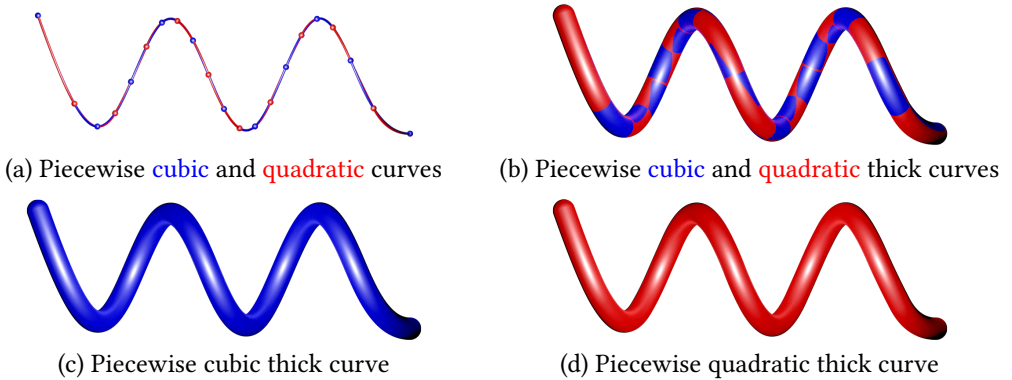 (a) Piecewise cubic and quadratic curves
(b) Piecewise cubic and quadratic thick curves
(c) Piecewise cubic thick curve
(d) Piecewise quadratic thick curve